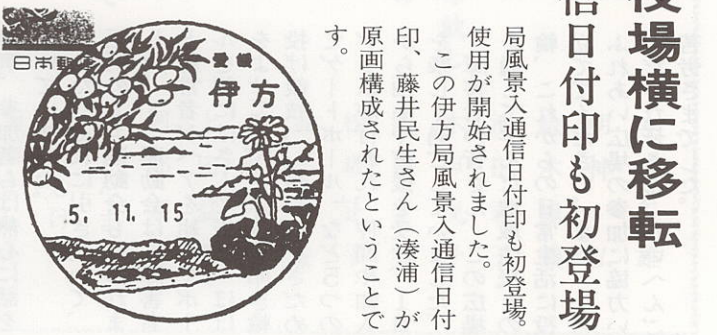 役場横に移転
信日付印も初登場
局風景入通信日付印も初登場。
使用が開始されました。
この伊方局風景入通信日付
印、藤井民生さん（湊浦）が
原画構成されたということで
す。
愛媛
伊方
5. 11. 15
日本郵